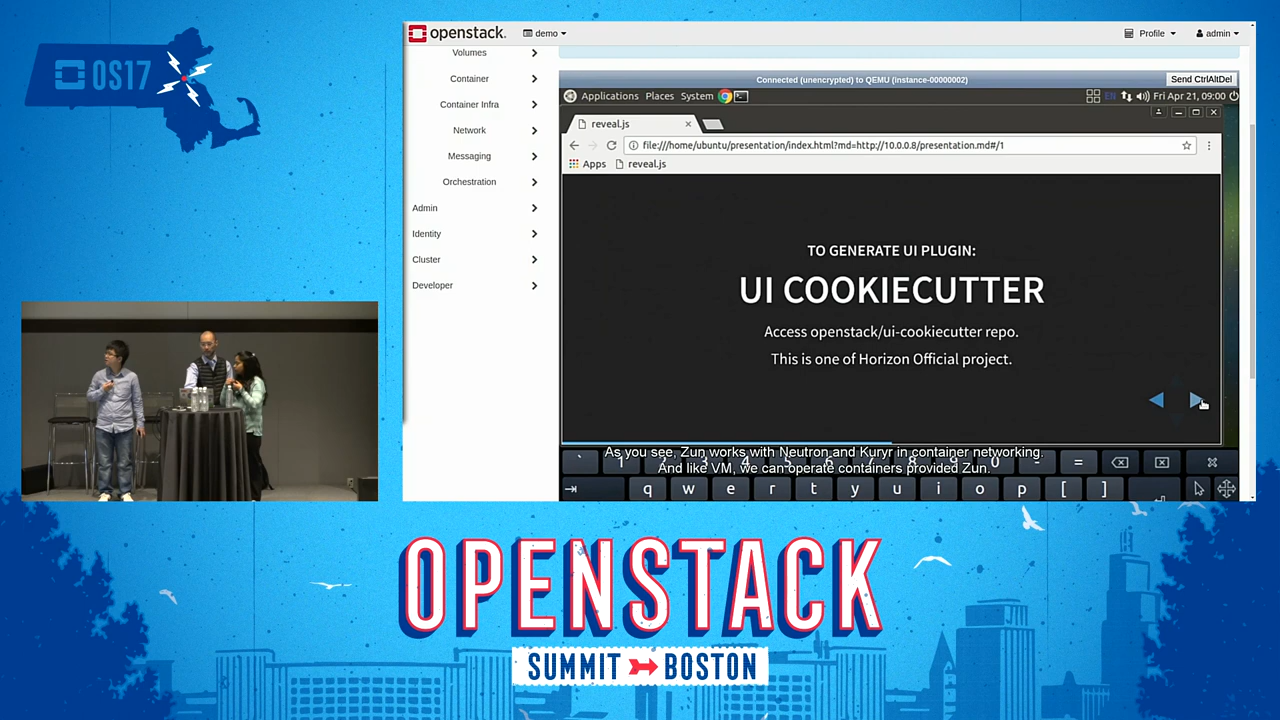 OS17
openstack.
demo
Profile
admin
Volumes
Container
Container Infra
Network
Messaging
Orchestration
Admin
Identity
Cluster
Developer
Connected (unencrypted) to QEMU (instance-00000002)
Send CtrlAltDel
Applications Places System
EN
Fri Apr 21, 09:00
reveal.js
file:///home/ubuntu/presentation/index.html?md=http://10.0.0.8/presentation.md#/1
Apps
reveal.js
TO GENERATE UI PLUGIN:
UI COOKIECUTTER
Access openstack/ui-cookiecutter repo.
This is one of Horizon Official project.
As you see, Zun works with Neutron and Kuryr in container networking.
And like VM, we can operate containers provided Zun.
q w e r t y u i o p [ ]
OPENSTACK
SUMMIT BOSTON